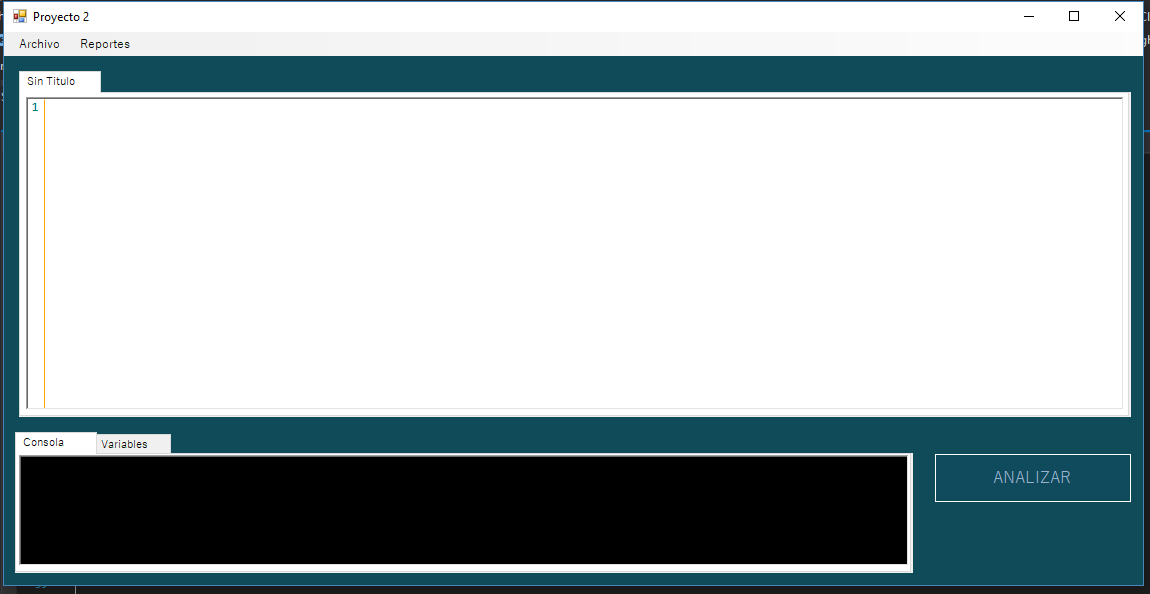 Proyecto 2
Archivo Reportes
Sin Titulo
1
Consola Variables
ANALIZAR